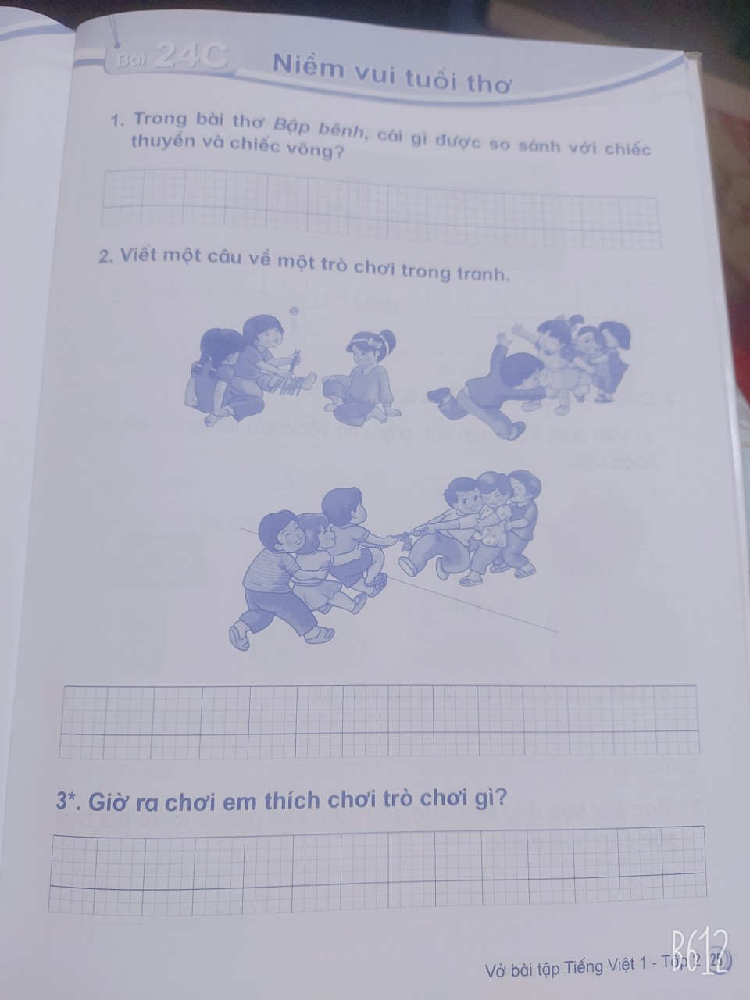 Bài 24C
Niềm vui tuổi thơ
1. Trong bài thơ Bập bênh, cái gì được so sánh với chiếc
thuyền và chiếc võng?
2. Viết một câu về một trò chơi trong tranh.
3*. Giờ ra chơi em thích chơi trò chơi gì?
Vở bài tập Tiếng Việt 1 - Tập 2
25
B612